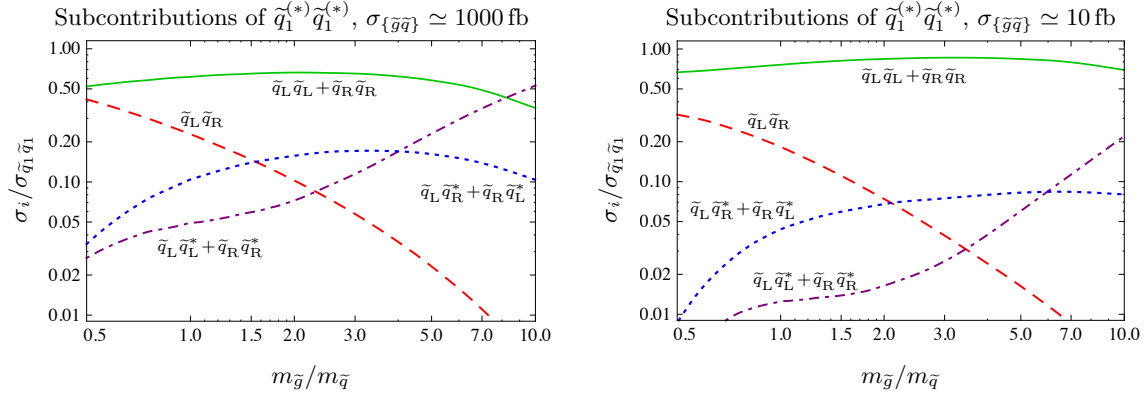 Subcontributions of q̃₁⁽*⁾q̃₁⁽*⁾, σ_{g̃q̃} ≃ 1000 fb
1.00
0.50
0.20
0.10
0.05
0.02
0.01
σᵢ/σ_q̃₁q̃₁
q̃_L q̃_L + q̃_R q̃_R
q̃_L q̃_R
q̃_L q̃*_R + q̃_R q̃*_L
q̃_L q̃*_L + q̃_R q̃*_R
0.5 1.0 1.5 2.0 3.0 5.0 7.0 10.0
m_g̃/m_q̃
Subcontributions of q̃₁⁽*⁾q̃₁⁽*⁾, σ_{g̃q̃} ≃ 10 fb
1.00
0.50
0.20
0.10
0.05
0.02
0.01
σᵢ/σ_q̃₁q̃₁
q̃_L q̃_L + q̃_R q̃_R
q̃_L q̃_R
q̃_L q̃*_R + q̃_R q̃*_L
q̃_L q̃*_L + q̃_R q̃*_R
0.5 1.0 1.5 2.0 3.0 5.0 7.0 10.0
m_g̃/m_q̃